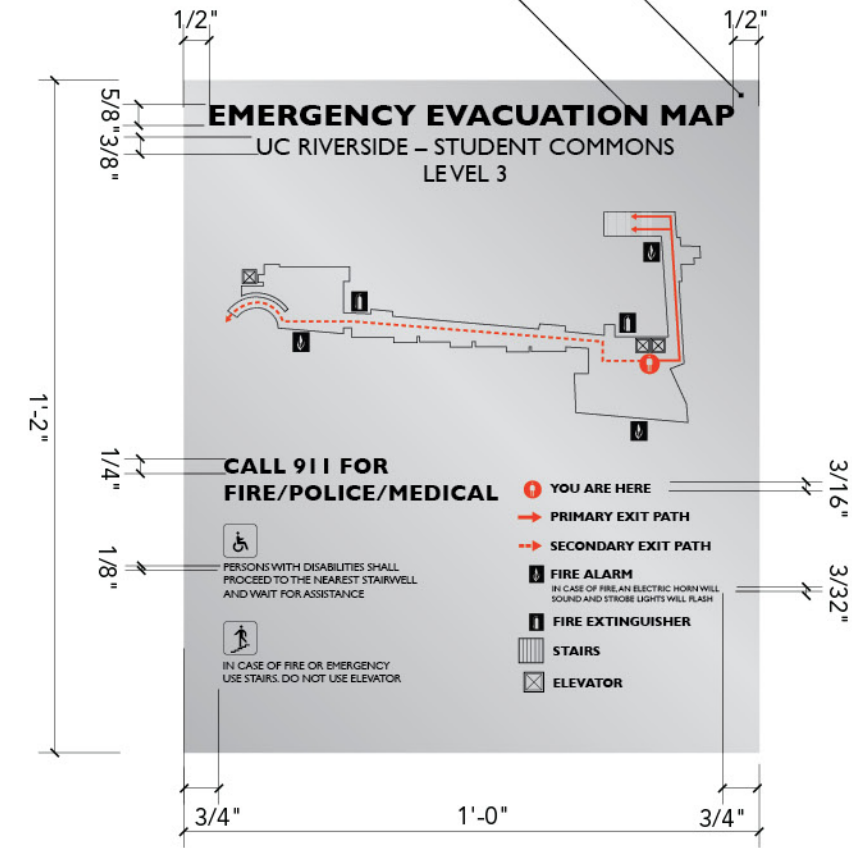 1/2"
1/2"
5/8"
EMERGENCY EVACUATION MAP
3/8"
UC RIVERSIDE – STUDENT COMMONS
LEVEL 3
1'-2"
1/4"
CALL 911 FOR
FIRE/POLICE/MEDICAL
1/8"
PERSONS WITH DISABILITIES SHALL
PROCEED TO THE NEAREST STAIRWELL
AND WAIT FOR ASSISTANCE
IN CASE OF FIRE OR EMERGENCY
USE STAIRS. DO NOT USE ELEVATOR
YOU ARE HERE
3/16"
PRIMARY EXIT PATH
SECONDARY EXIT PATH
FIRE ALARM
IN CASE OF FIRE, AN ELECTRIC HORN WILL
SOUND AND STROBE LIGHTS WILL FLASH
3/32"
FIRE EXTINGUISHER
STAIRS
ELEVATOR
3/4"
1'-0"
3/4"